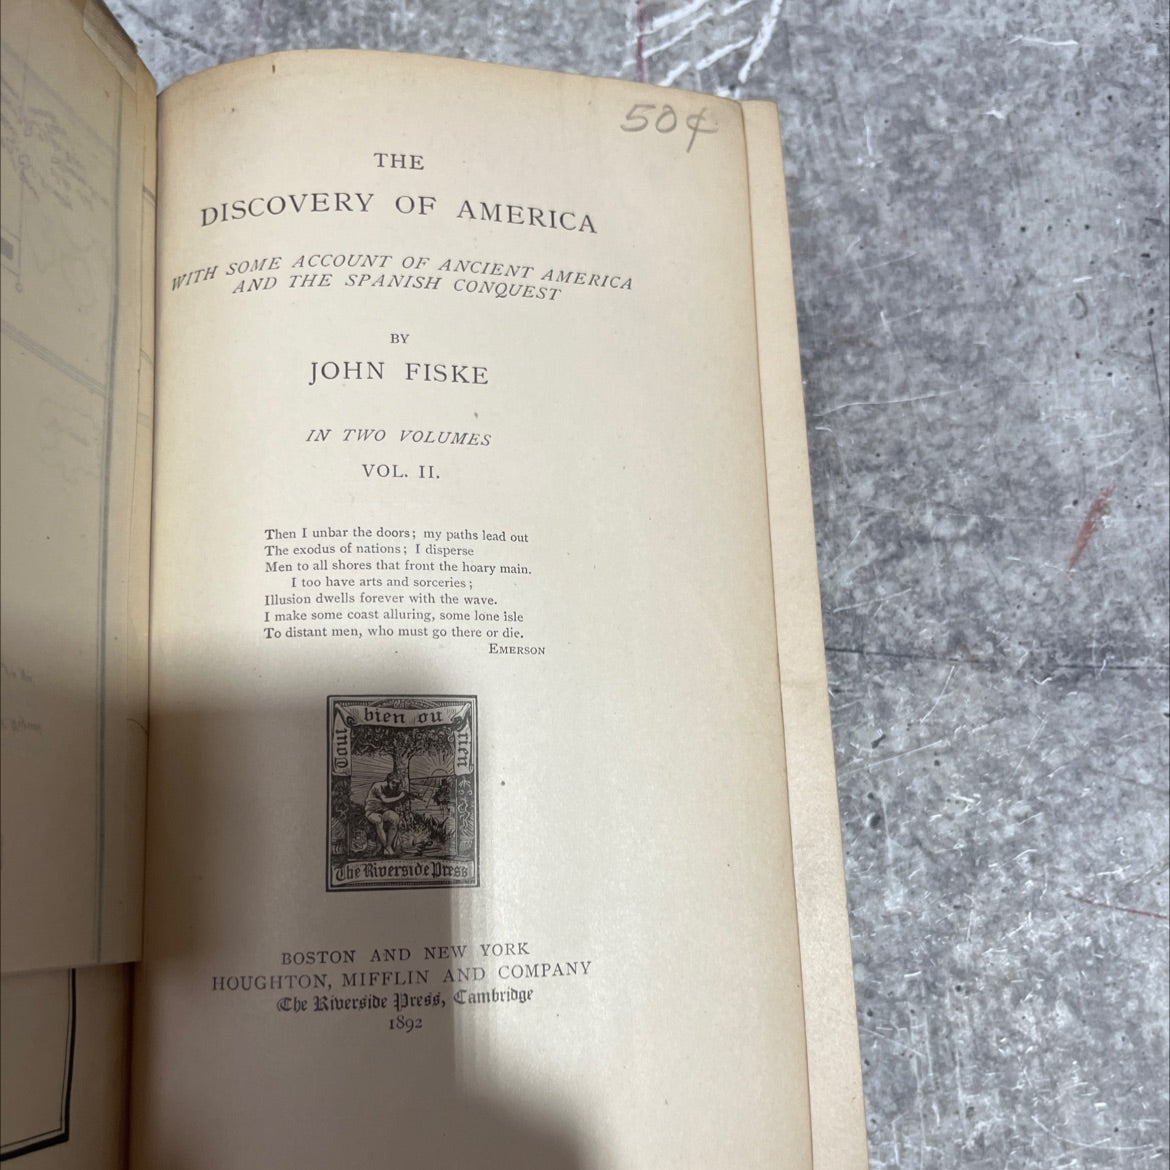 50¢
THE
DISCOVERY OF AMERICA
WITH SOME ACCOUNT OF ANCIENT AMERICA
AND THE SPANISH CONQUEST
BY
JOHN FISKE
IN TWO VOLUMES
VOL. II.
Then I unbar the doors; my paths lead out
The exodus of nations; I disperse
Men to all shores that front the hoary main.
I too have arts and sorceries;
Illusion dwells forever with the wave.
I make some coast alluring, some lone isle
To distant men, who must go there or die.
EMERSON
Tout bien ou rien
The Riverside Press
BOSTON AND NEW YORK
HOUGHTON, MIFFLIN AND COMPANY
The Riverside Press, Cambridge
1892